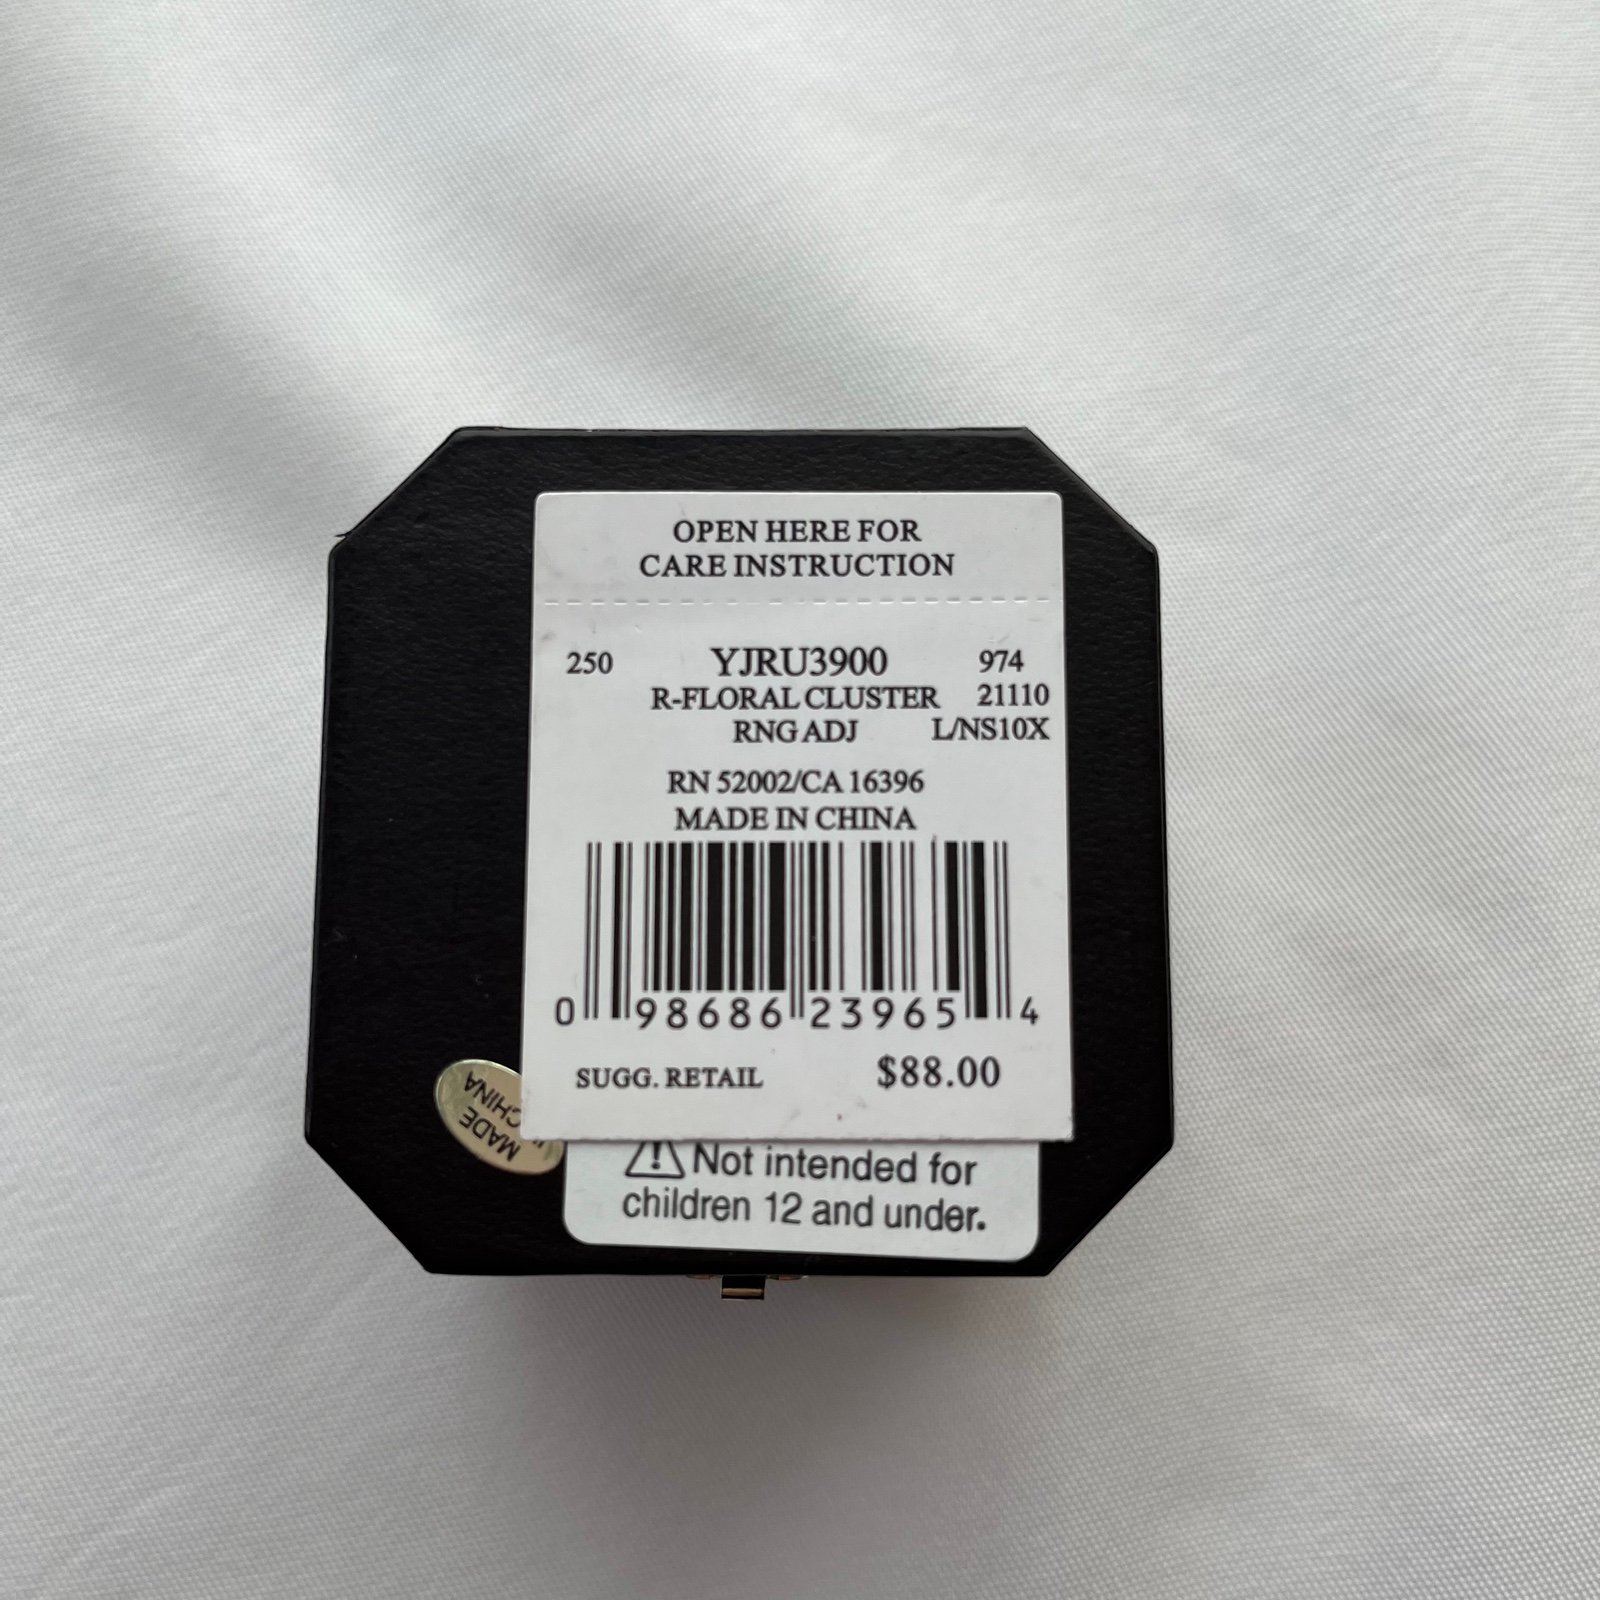 OPEN HERE FOR
CARE INSTRUCTION
250 YJRU3900 974
R-FLORAL CLUSTER 21110
RNG ADJ L/NS10X
RN 52002/CA 16396
MADE IN CHINA
0 98686 23965 4
SUGG. RETAIL $88.00
MADE
CHINA
Not intended for
children 12 and under.